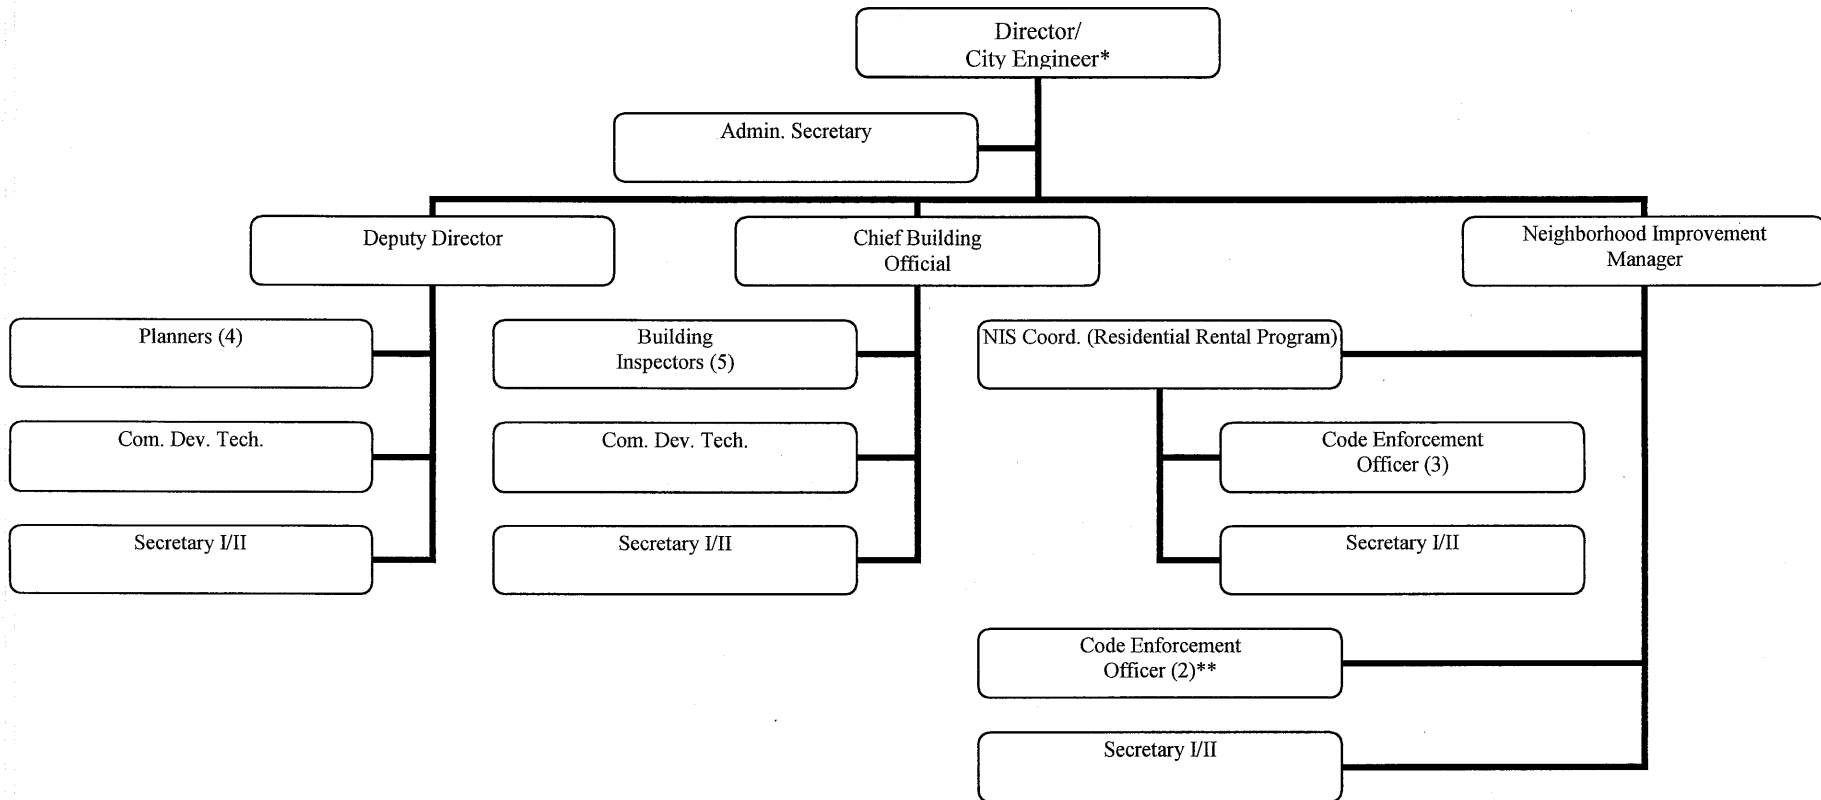 Director/
City Engineer*
Admin. Secretary
Deputy Director
Chief Building
Official
Neighborhood Improvement
Manager
Planners (4)
Building
Inspectors (5)
NIS Coord. (Residential Rental Program)
Com. Dev. Tech.
Com. Dev. Tech.
Code Enforcement
Officer (3)
Secretary I/II
Secretary I/II
Secretary I/II
Code Enforcement
Officer (2)**
Secretary I/II